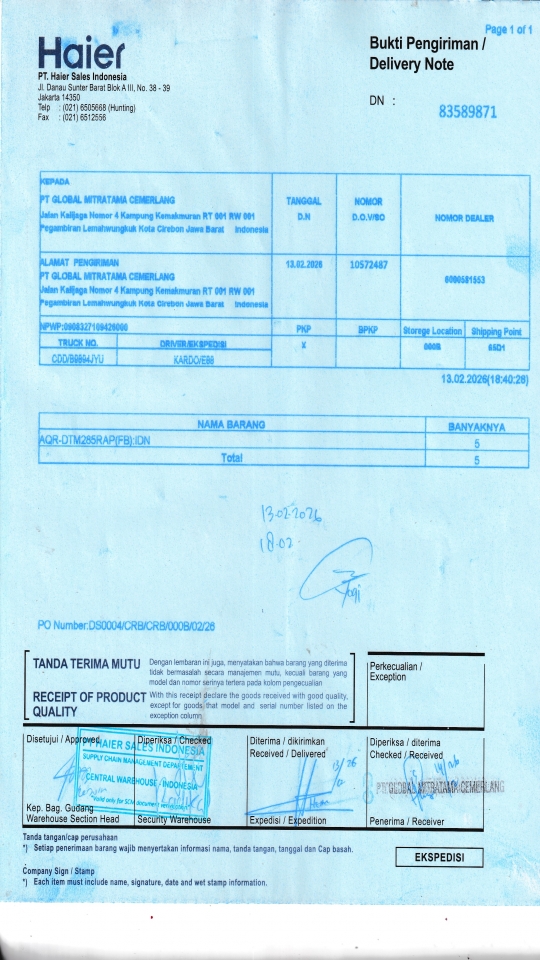 Page 1 of 1
Haier
Bukti Pengiriman /
Delivery Note
PT. Haier Sales Indonesia
Jl. Danau Sunter Barat Blok A III, No. 38 - 39
Jakarta 14350
Telp : (021) 6505668 (Hunting)
Fax : (021) 6512556
DN :
83589871
KEPADA
PT GLOBAL MITRATAMA CEMERLANG
Jalan Kalijaga Nomor 4 Kampung Kemakmuran RT 001 RW 001
Pegambiran Lemahwungkuk Kota Cirebon Jawa Barat Indonesia
TANGGAL
D.N
NOMOR
D.O.V/SO
NOMOR DEALER
ALAMAT PENGIRIMAN
PT GLOBAL MITRATAMA CEMERLANG
Jalan Kalijaga Nomor 4 Kampung Kemakmuran RT 001 RW 001
Pegambiran Lemahwungkuk Kota Cirebon Jawa Barat Indonesia
13.02.2026
10572487
6000581553
NPWP:0908327109426000
PKP
BPKP
Storage Location
Shipping Point
TRUCK NO.
DRIVER/EKSPEDISI
X
000B
65D1
CDD/B9594JYU
KARDO/E68
13.02.2026(18:40:28)
NAMA BARANG
BANYAKNYA
AQR-DTM285RAP(FB):IDN
5
Total
5
13-02-2026
18.02
Yogi
PO Number:DS0004/CRB/CRB/000B/02/26
TANDA TERIMA MUTU
Dengan lembaran ini juga, menyatakan bahwa barang yang diterima
tidak bermasalah secara manajemen mutu, kecuali barang yang
model dan nomor serinya tertera pada kolom pengecualian
RECEIPT OF PRODUCT
QUALITY
With this receipt declare the goods received with good quality,
except for goods that model and serial number listed on the
exception column
Perkecualian /
Exception
Disetujui / Approved
Diperiksa / Checked
Diterima / dikirimkan
Received / Delivered
Diperiksa / diterima
Checked / Received
PT HAIER SALES INDONESIA
SUPPLY CHAIN MANAGEMENT DEPARTEMENT
CENTRAL WAREHOUSE - INDONESIA
PT GLOBAL MITRATAMA CEMERLANG
Kep. Bag. Gudang
Warehouse Section Head
Security Warehouse
Expedisi / Expedition
Penerima / Receiver
Tanda tangan/cap perusahaan
*) Setiap penerimaan barang wajib menyertakan informasi nama, tanda tangan, tanggal dan Cap basah.
EKSPEDISI
Company Sign / Stamp
*) Each item must include name, signature, date and wet stamp information.